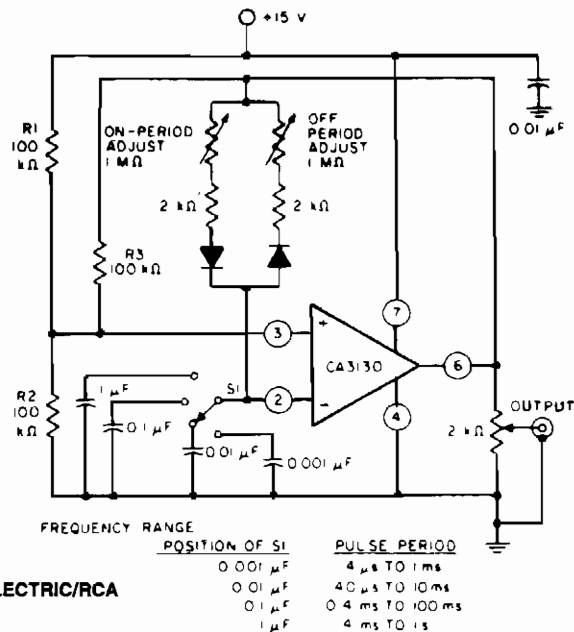 +15 V
R1
100
kΩ
ON-PERIOD
ADJUST
1 MΩ
OFF
PERIOD
ADJUST
1 MΩ
0.01 µF
2 kΩ
2 kΩ
R3
100 kΩ
7
3
+
CA3130
6
R2
100
kΩ
S1
2
−
4
1 µF
0.1 µF
0.01 µF
0.001 µF
2 kΩ
OUTPUT
FREQUENCY RANGE
POSITION OF S1 PULSE PERIOD
0.001 µF 4 µs TO 1 ms
0.01 µF 40 µs TO 10 ms
0.1 µF 0.4 ms TO 100 ms
1 µF 4 ms TO 1 s
LECTRIC/RCA